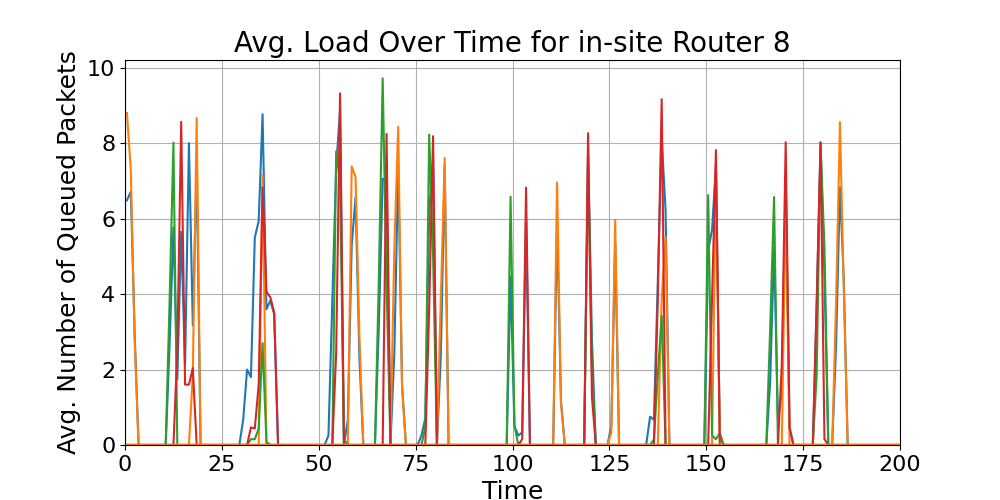 Avg. Load Over Time for in-site Router 8
Avg. Number of Queued Packets
10
8
6
4
2
0
0 25 50 75 100 125 150 175 200
Time